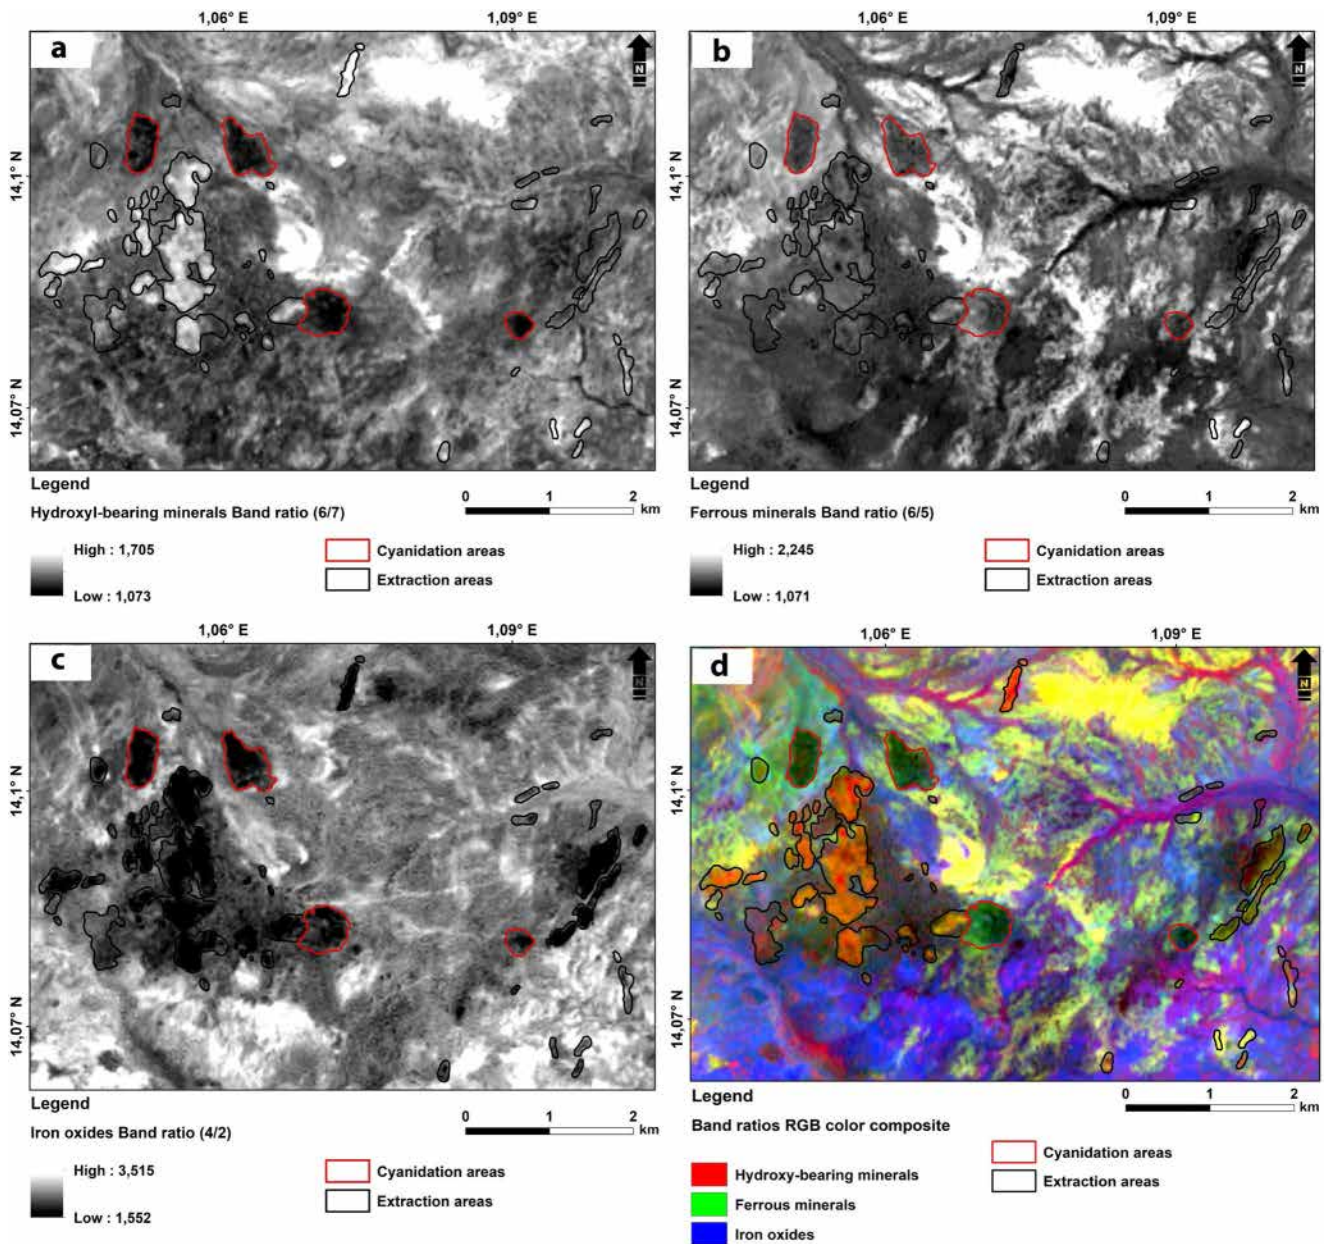 1,06° E 1,09° E 1,06° E 1,09° E
a N b N
14,1° N 14,1° N
14,07° N 14,07° N
Legend Legend
Hydroxyl-bearing minerals Band ratio (6/7) 0 1 2 km Ferrous minerals Band ratio (6/5) 0 1 2 km
High : 1,705 Cyanidation areas High : 2,245 Cyanidation areas
Low : 1,073 Extraction areas Low : 1,071 Extraction areas
1,06° E 1,09° E 1,06° E 1,09° E
c N d N
14,1° N 14,1° N
14,07° N 14,07° N
Legend Legend
Iron oxides Band ratio (4/2) 0 1 2 km Band ratios RGB color composite 0 1 2 km
High : 3,515 Cyanidation areas Hydroxy-bearing minerals Cyanidation areas
Low : 1,552 Extraction areas Ferrous minerals Extraction areas
Iron oxides